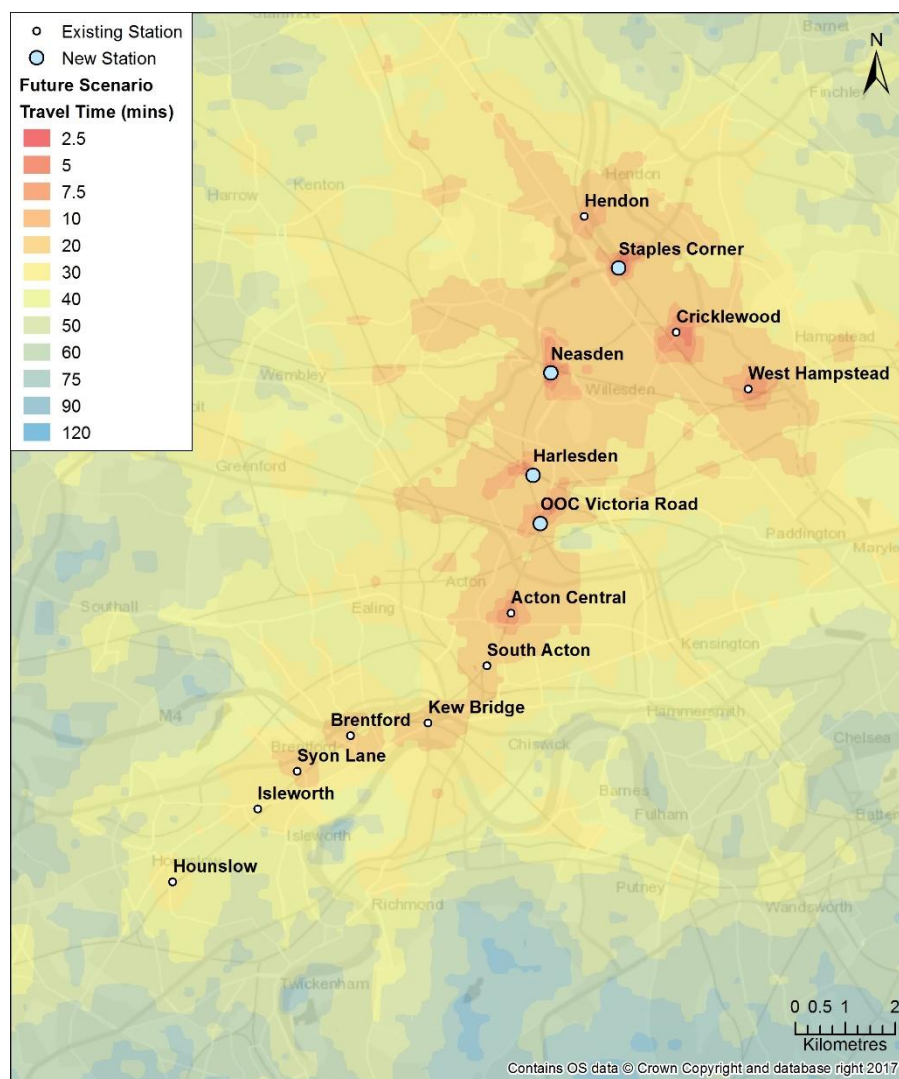 Existing Station
New Station
Future Scenario
Travel Time (mins)
2.5
5
7.5
10
20
30
40
50
60
75
90
120
N
Stanmore
Barnet
Finchley
Hendon
Harrow
Kenton
Hendon
Staples Corner
Cricklewood
Hampstead
Neasden
Wembley
Willesden
West Hampstead
Greenford
Harlesden
OOC Victoria Road
Paddington
Maryle
Acton
Southall
Ealing
Acton Central
South Acton
Kensington
M4
Kew Bridge
Hammersmith
Brentford
Brentford
Chiswick
Chelsea
Syon Lane
Isleworth
Barnes
Fulham
Batter
Isleworth
Hounslow
Richmond
Putney
Wandsworth
Twickenham
0 0.5 1 2
Kilometres
Contains OS data © Crown Copyright and database right 2017